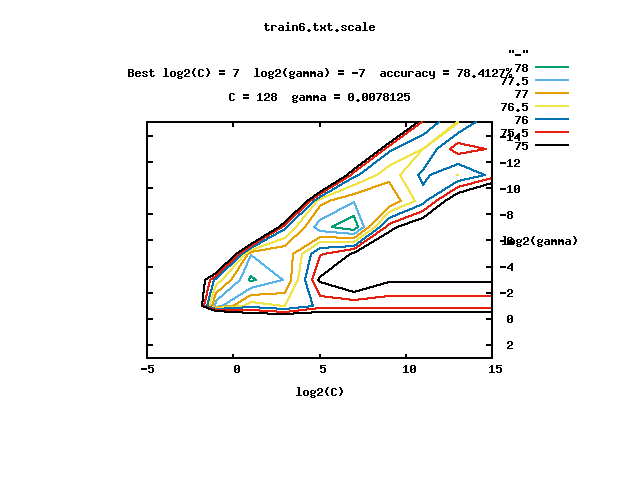 train6.txt.scale
"-"
Best log2(C) = 7  log2(gamma) = -7  accuracy = 78.4127%
78
77.5
C = 128  gamma = 0.0078125
77
76.5
76
75.5
75
-14
-12
-10
-8
-6
log2(gamma)
-4
-2
0
2
-5 0 5 10 15
log2(C)